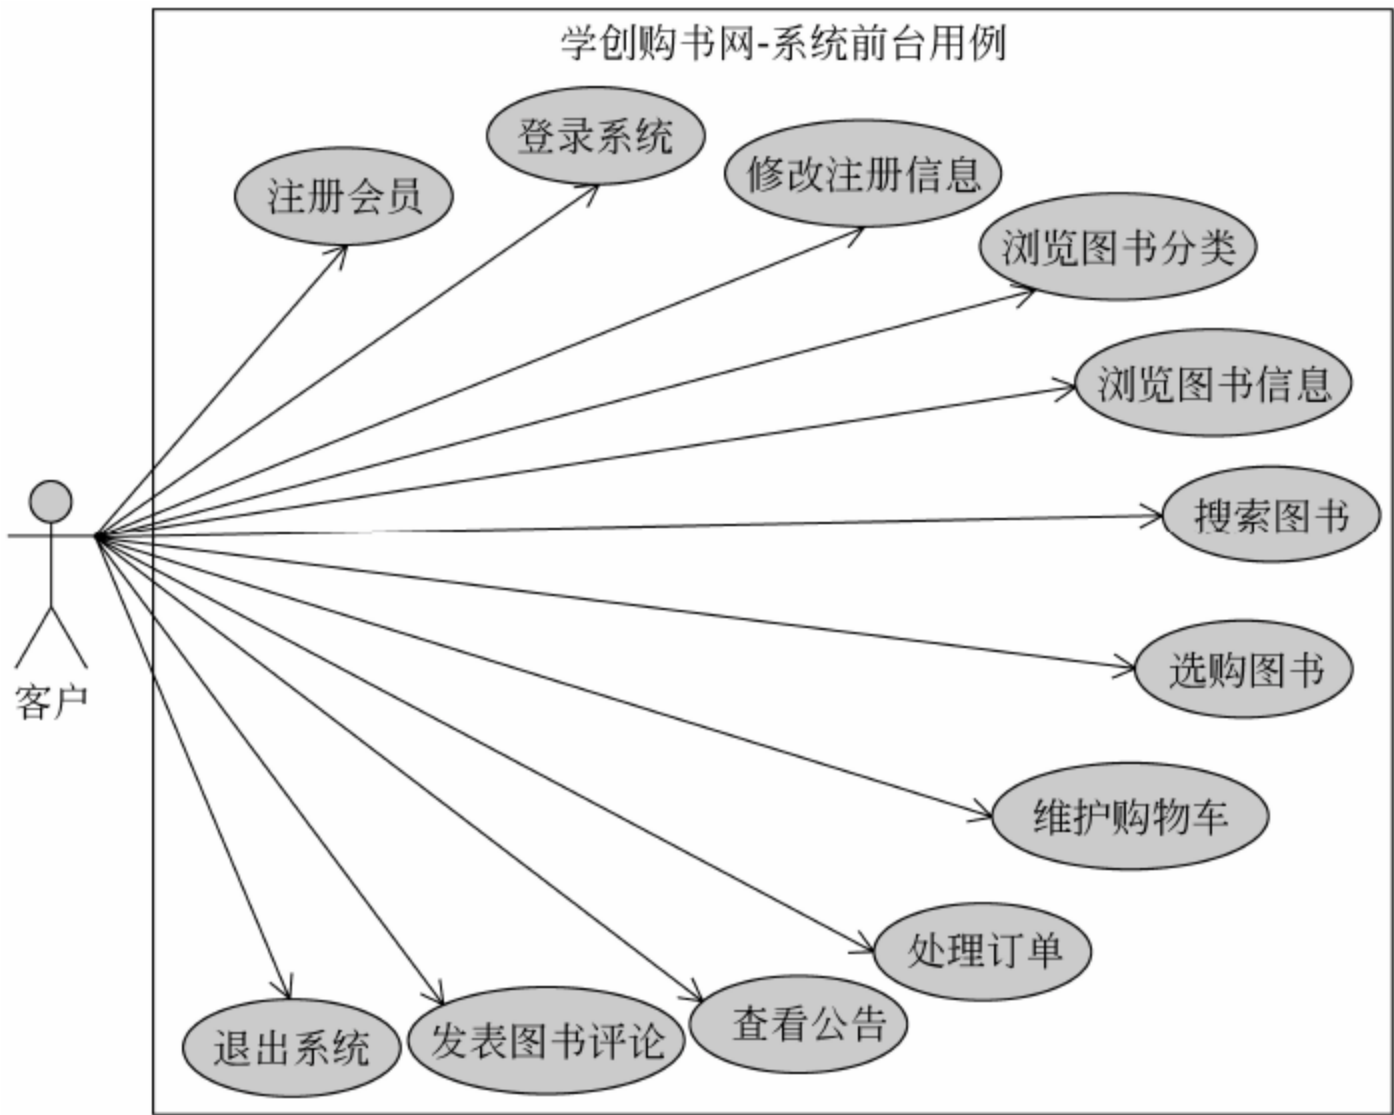 学创购书网-系统前台用例
登录系统
修改注册信息
注册会员
浏览图书分类
浏览图书信息
搜索图书
选购图书
客户
维护购物车
处理订单
查看公告
发表图书评论
退出系统